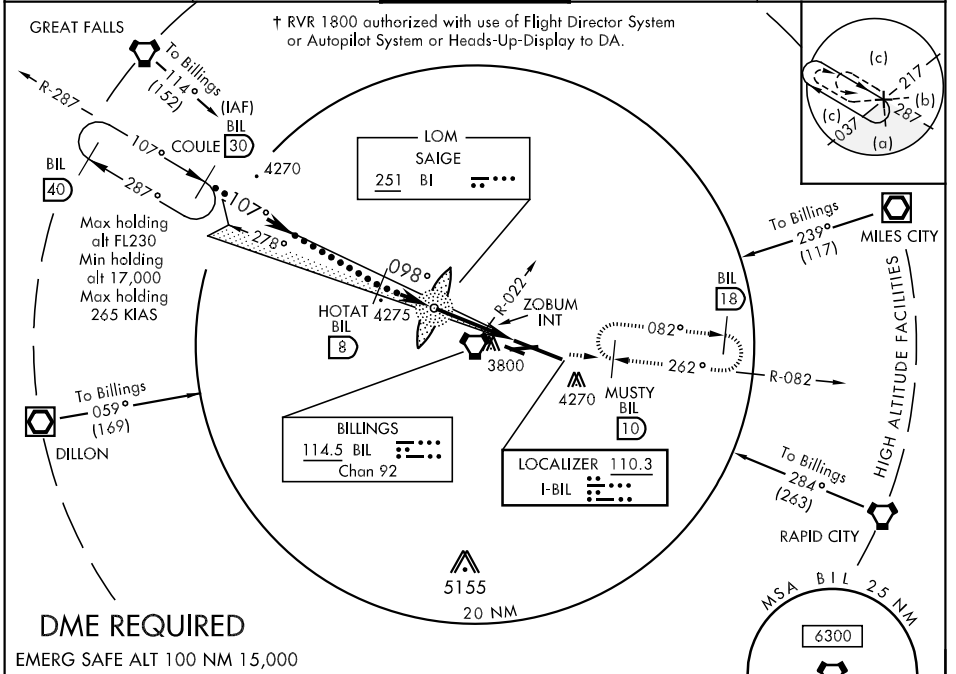 † RVR 1800 authorized with use of Flight Director System
or Autopilot System or Heads-Up-Display to DA.
GREAT FALLS
To Billings
114°
(152)
R-287
(IAF)
BIL
COULE 30
107°
287°
BIL
40
4270
107°
278°
Max holding
alt FL230
Min holding
alt 17,000
Max holding
265 KIAS
LOM
SAIGE
251 BI
098°
HOTAT
BIL
8
4275
R-022
ZOBUM
INT
3800
BIL
18
082°
262°
R-082
4270
MUSTY
BIL
10
(c)
217
(b)
287
(c)
037
(a)
To Billings
239°
(117)
MILES CITY
HIGH ALTITUDE FACILITIES
To Billings
059°
(169)
DILLON
BILLINGS
114.5 BIL
Chan 92
LOCALIZER 110.3
I-BIL
To Billings
284°
(263)
RAPID CITY
5155
20 NM
MSA BIL 25 NM
6300
DME REQUIRED
EMERG SAFE ALT 100 NM 15,000